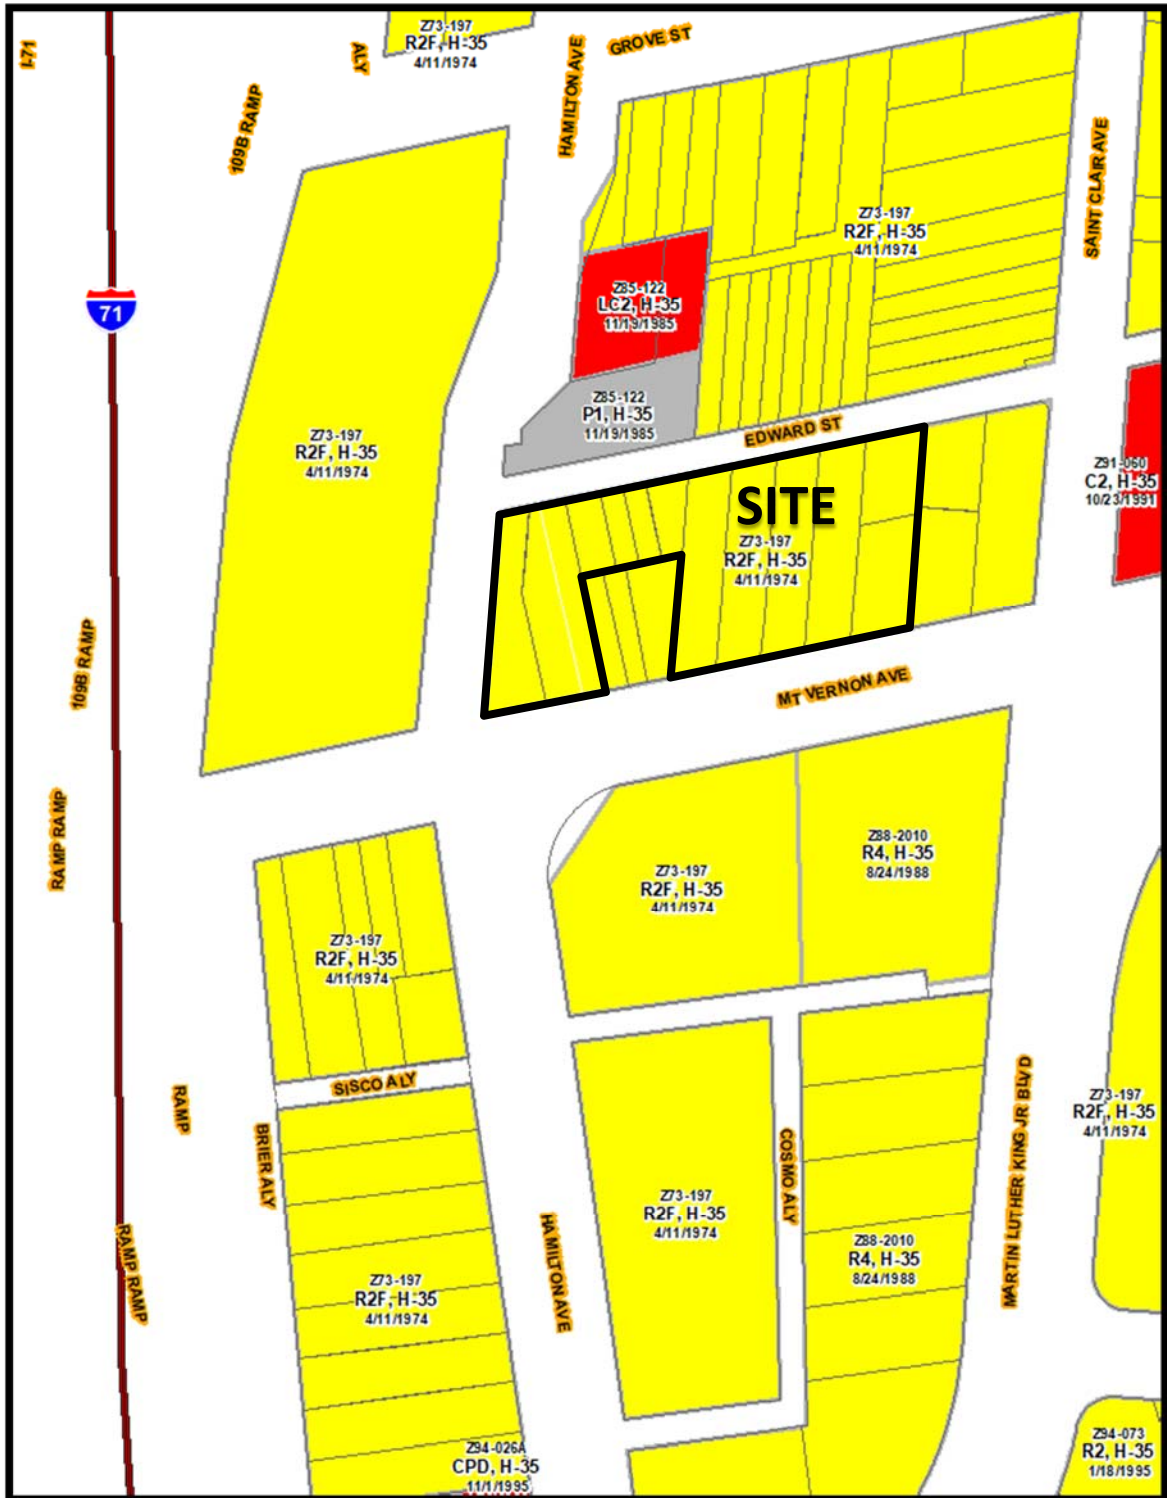 I-71
109B RAMP
ALY
Z73-197
R2F, H-35
4/11/1974
HAMILTON AVE
GROVE ST
SAINT CLAIR AVE
Z73-197
R2F, H-35
4/11/1974
71
Z85-122
LC2, H-35
11/19/1985
Z85-122
P1, H-35
11/19/1985
Z73-197
R2F, H-35
4/11/1974
EDWARD ST
Z91-060
C2, H-35
10/23/1991
SITE
Z73-197
R2F, H-35
4/11/1974
109B RAMP
MT VERNON AVE
RAMP RAMP
Z73-197
R2F, H-35
4/11/1974
Z88-2010
R4, H-35
8/24/1988
Z73-197
R2F, H-35
4/11/1974
SISCO ALY
RAMP
BRIER ALY
COSMO ALY
MARTIN LUTHER KING JR BLVD
Z73-197
R2F, H-35
4/11/1974
Z73-197
R2F, H-35
4/11/1974
HAMILTON AVE
Z88-2010
R4, H-35
8/24/1988
RAMP RAMP
Z73-197
R2F, H-35
4/11/1974
Z94-026A
CPD, H-35
11/1/1995
Z94-073
R2, H-35
1/18/1995